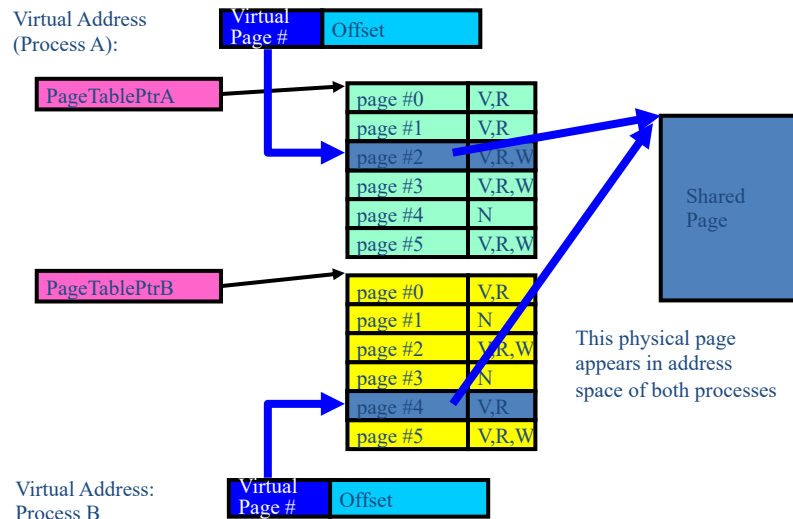 Virtual Address
(Process A):
Virtual
Page #
Offset
PageTablePtrA
page #0 V,R
page #1 V,R
page #2 V,R,W
page #3 V,R,W
page #4 N
page #5 V,R,W
Shared
Page
PageTablePtrB
page #0 V,R
page #1 N
page #2 V,R,W
page #3 N
page #4 V,R
page #5 V,R,W
This physical page
appears in address
space of both processes
Virtual Address:
Process B
Virtual
Page #
Offset